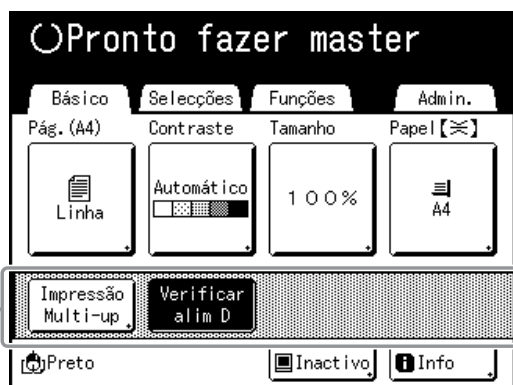 Pronto fazer master
Básico Selecções Funções Admin.
Pág.(A4) Contraste Tamanho Papel【】
Linha
Automático
100%
A4
Impressão
Multi-up
Verificar
alim D
Preto Inactivo Info